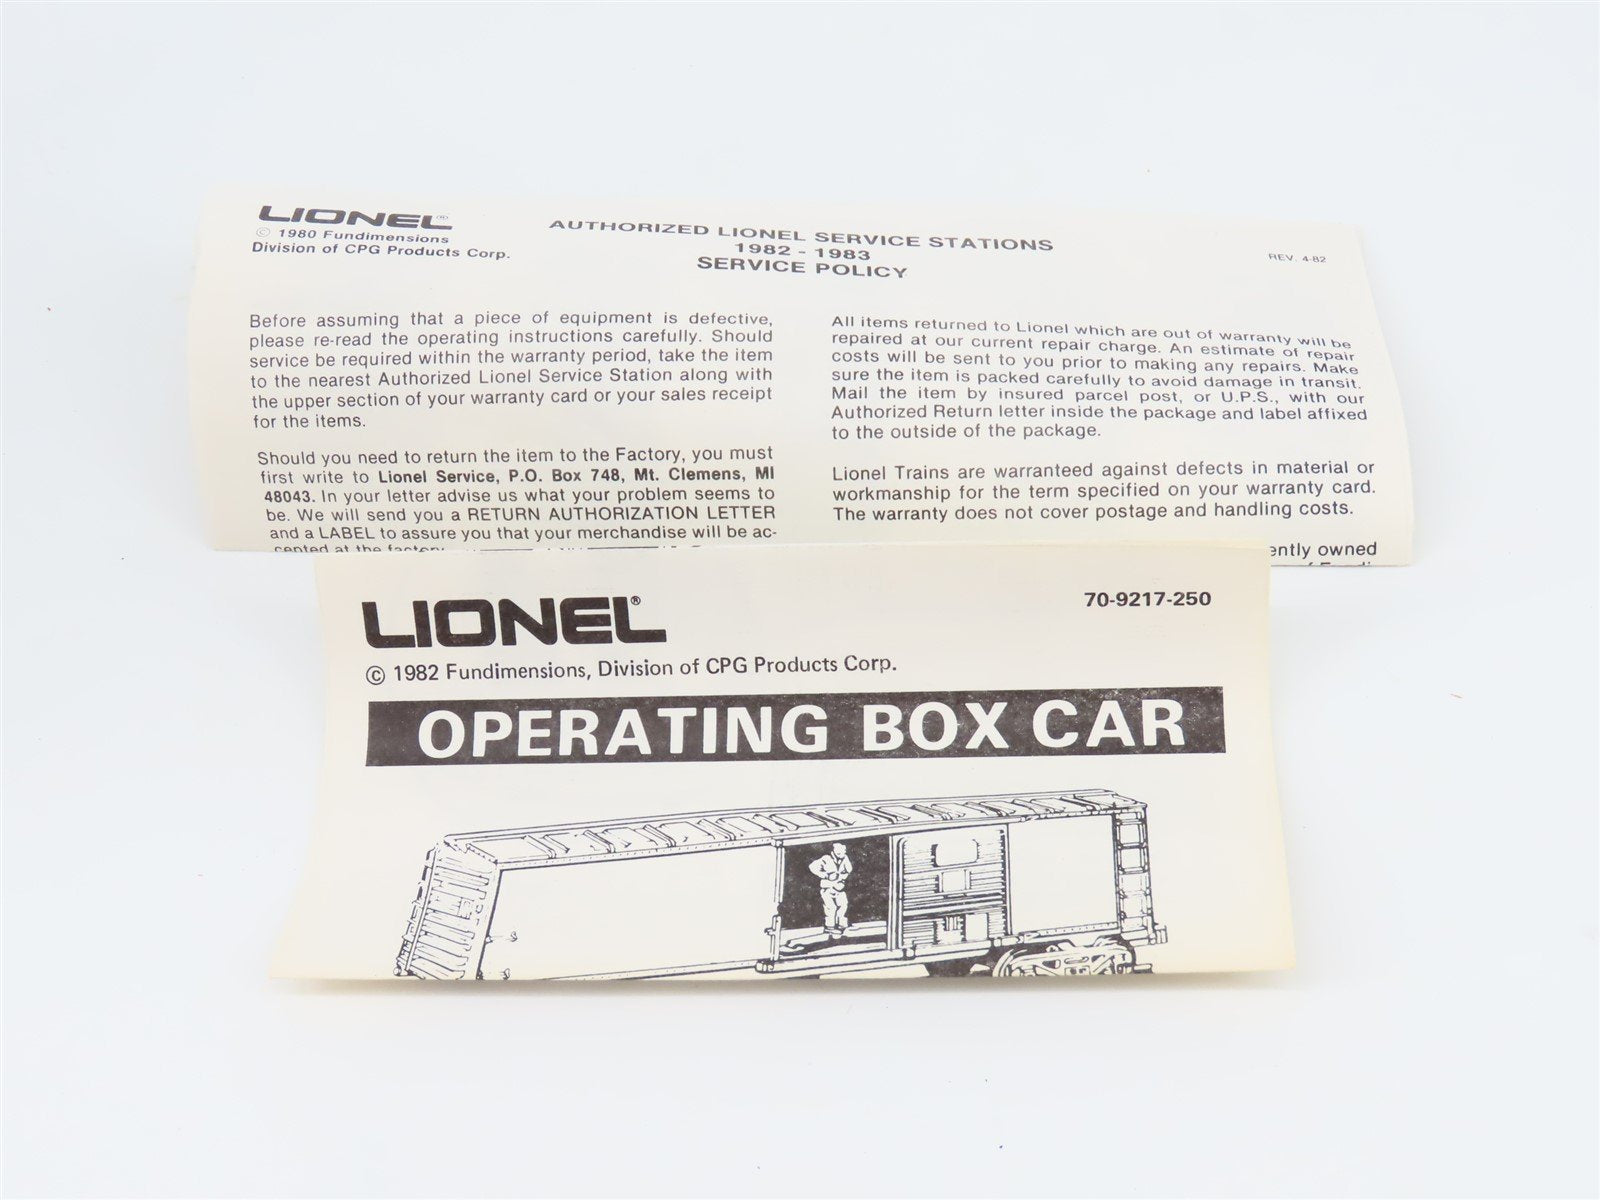 LIONEL®
© 1980 Fundimensions
Division of CPG Products Corp.
AUTHORIZED LIONEL SERVICE STATIONS
1982 - 1983
SERVICE POLICY
REV. 4-82
Before assuming that a piece of equipment is defective,
please re-read the operating instructions carefully. Should
service be required within the warranty period, take the item
to the nearest Authorized Lionel Service Station along with
the upper section of your warranty card or your sales receipt
for the items.
Should you need to return the item to the Factory, you must
first write to Lionel Service, P.O. Box 748, Mt. Clemens, MI
48043. In your letter advise us what your problem seems to
be. We will send you a RETURN AUTHORIZATION LETTER
and a LABEL to assure you that your merchandise will be ac-
cepted at the factory.
All items returned to Lionel which are out of warranty will be
repaired at our current repair charge. An estimate of repair
costs will be sent to you prior to making any repairs. Make
sure the item is packed carefully to avoid damage in transit.
Mail the item by insured parcel post, or U.P.S., with our
Authorized Return letter inside the package and label affixed
to the outside of the package.
Lionel Trains are warranteed against defects in material or
workmanship for the term specified on your warranty card.
The warranty does not cover postage and handling costs.
ently owned
LIONEL®
70-9217-250
© 1982 Fundimensions, Division of CPG Products Corp.
OPERATING BOX CAR